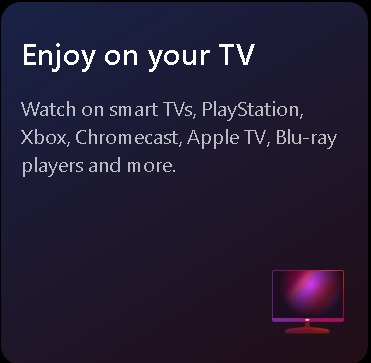 Enjoy on your TV
Watch on smart TVs, PlayStation,
Xbox, Chromecast, Apple TV, Blu-ray
players and more.